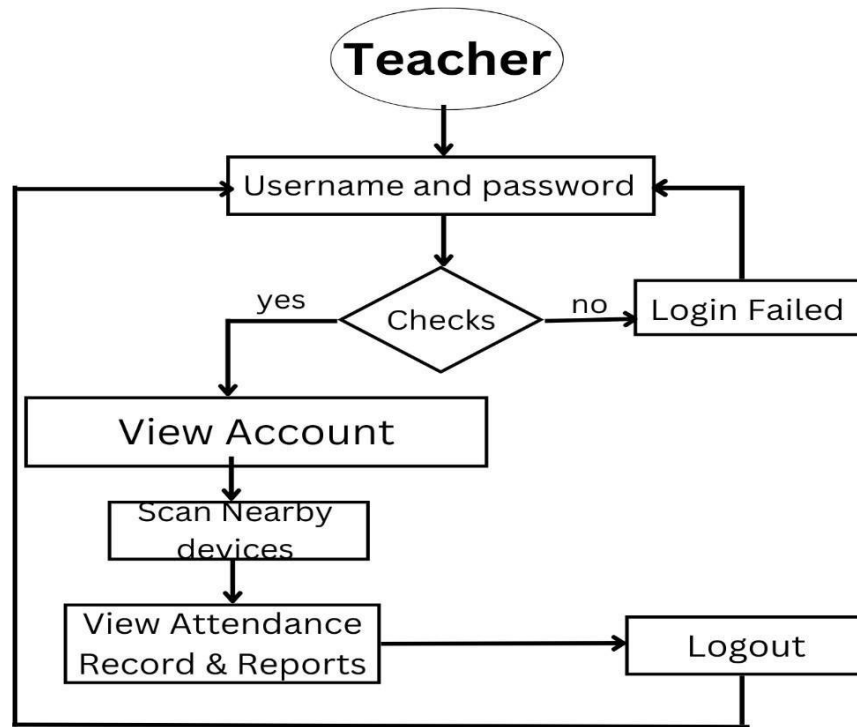 Teacher
Username and password
yes
Checks
no
Login Failed
View Account
Scan Nearby
devices
View Attendance
Record & Reports
Logout